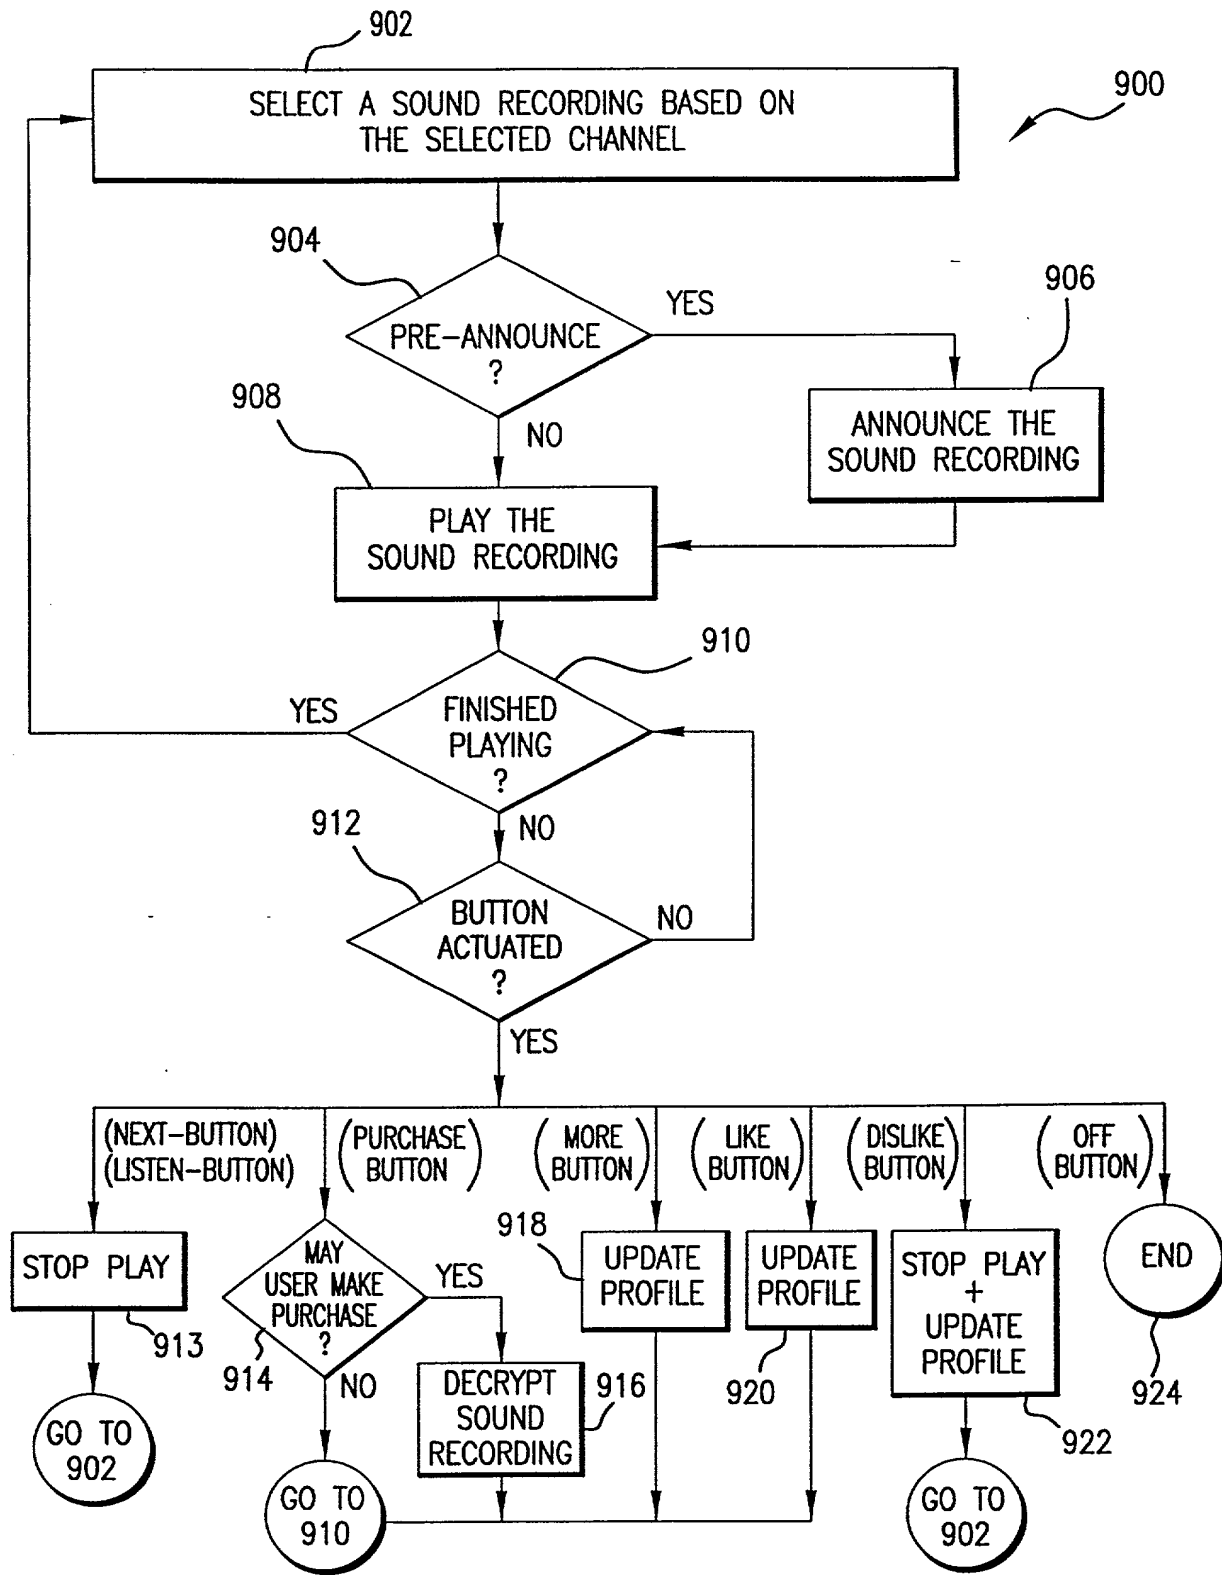 902
SELECT A SOUND RECORDING BASED ON
THE SELECTED CHANNEL
900
904
PRE-ANNOUNCE
?
YES
906
NO
ANNOUNCE THE
SOUND RECORDING
908
PLAY THE
SOUND RECORDING
910
YES
FINISHED
PLAYING
?
NO
912
BUTTON
ACTUATED
?
NO
YES
(NEXT-BUTTON)
(LISTEN-BUTTON)
(PURCHASE
BUTTON)
(MORE
BUTTON)
(LIKE
BUTTON)
(DISLIKE
BUTTON)
(OFF
BUTTON)
STOP PLAY
913
GO TO
902
MAY
USER MAKE
PURCHASE
?
914
YES
NO
DECRYPT
SOUND
RECORDING
916
GO TO
910
918
UPDATE
PROFILE
UPDATE
PROFILE
920
STOP PLAY
+
UPDATE
PROFILE
922
GO TO
902
END
924